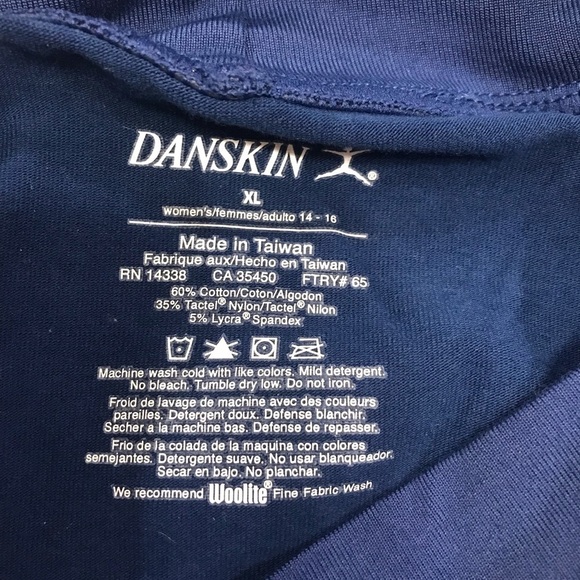 DANSKIN®
XL
women's/femmes/adulto 14 - 16
Made in Taiwan
Fabrique aux/Hecho en Taiwan
RN 14338 CA 35450 FTRY# 65
60% Cotton/Coton/Algodon
35% Tactel® Nylon/Tactel® Nilon
5% Lycra® Spandex
Machine wash cold with like colors. Mild detergent.
No bleach. Tumble dry low. Do not iron.
Froid de lavage de machine avec des couleurs
pareilles. Detergent doux. Defense blanchir.
Secher a la machine bas. Defense de repasser.
Frio de la colada de la maquina con colores
semejantes. Detergente suave. No usar blanqueador.
Secar en bajo. No planchar.
We recommend Woolite® Fine Fabric Wash